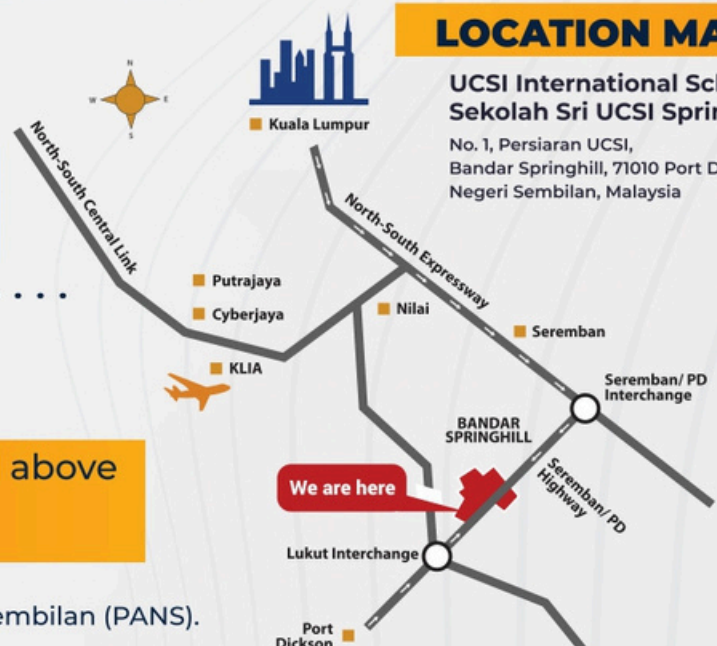 LOCATION MA
UCSI International Scl
Sekolah Sri UCSI Sprin
No. 1, Persiaran UCSI,
Bandar Springhill, 71010 Port D
Negeri Sembilan, Malaysia
N
W
E
S
Kuala Lumpur
North-South Central Link
North-South Expressway
Putrajaya
Cyberjaya
Nilai
Seremban
KLIA
Seremban/ PD
Interchange
BANDAR
SPRINGHILL
Seremban/ PD
Highway
above
We are here
Lukut Interchange
embilan (PANS).
Port
Dickson